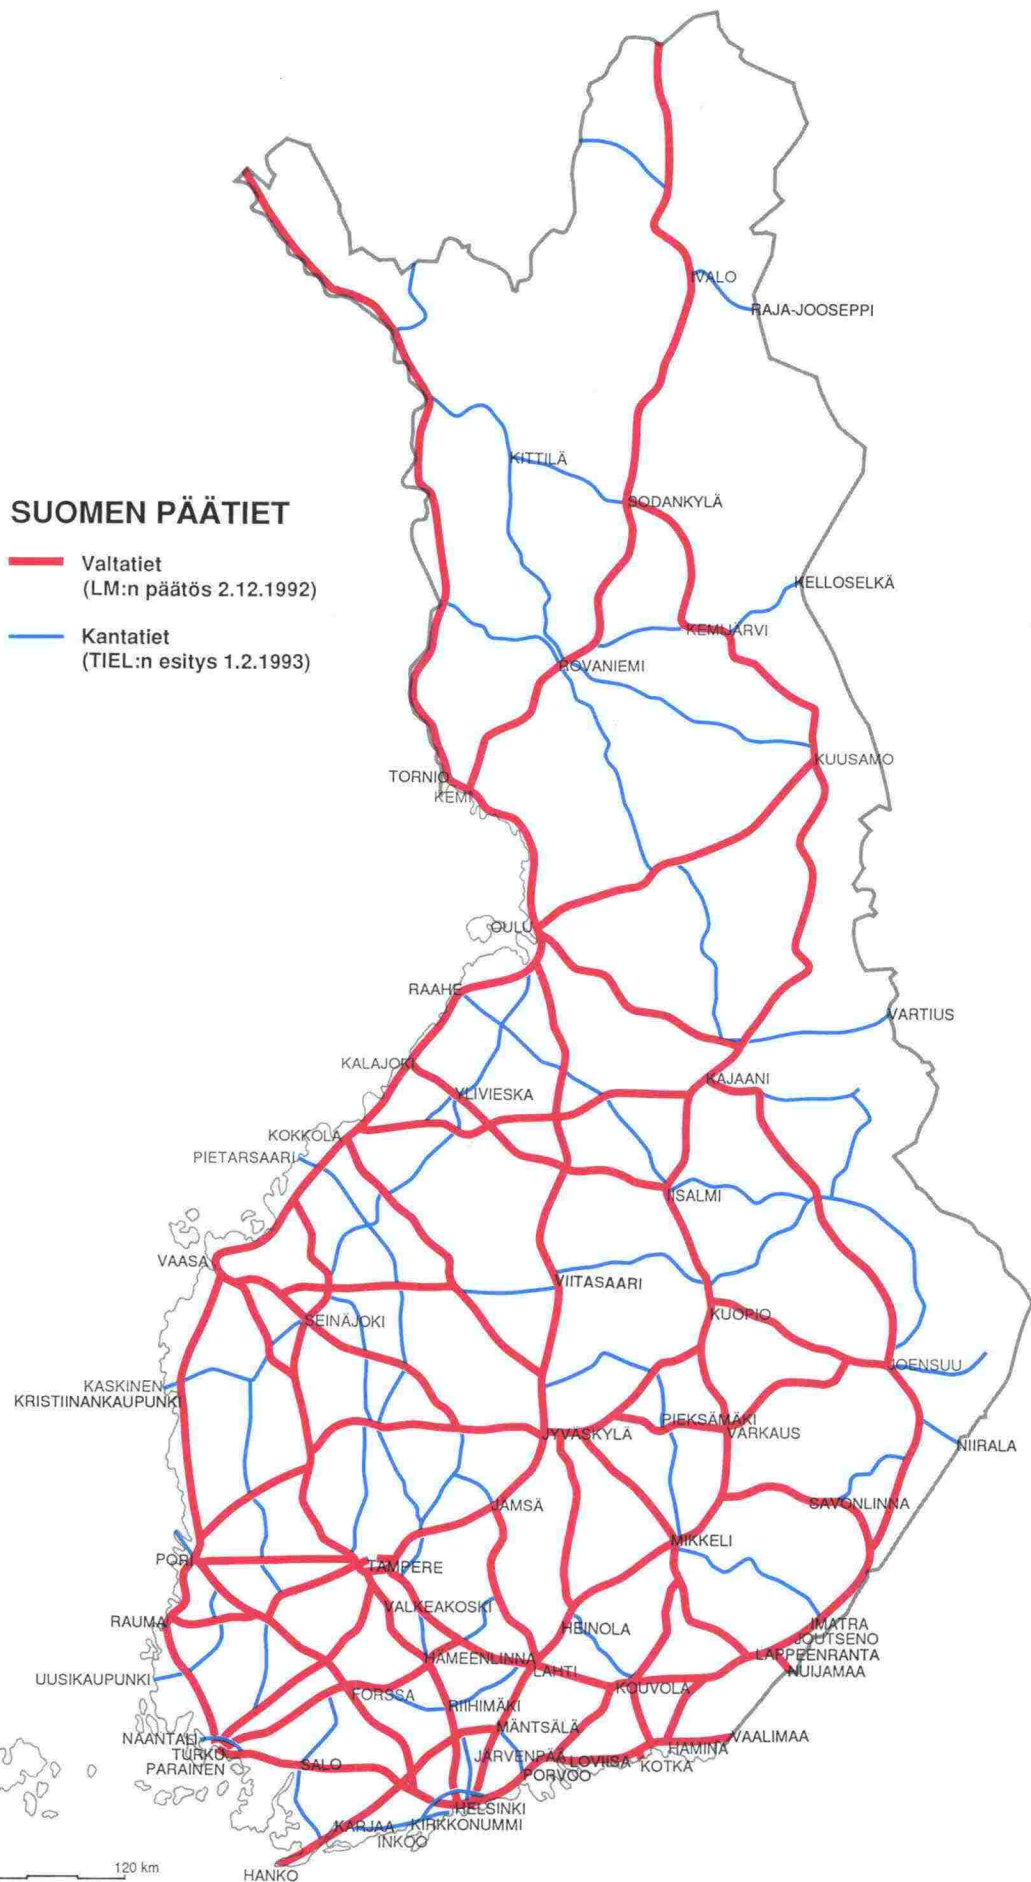 IVALO
RAJA-JOOSEPPI
KITTILÄ
SODANKYLÄ
SUOMEN PÄÄTIET
Valtatiet
(LM:n päätös 2.12.1992)
Kantatiet
(TIEL:n esitys 1.2.1993)
KELLOSELKÄ
KEMIJÄRVI
ROVANIEMI
KUUSAMO
TORNIO
KEMI
OULU
RAAHE
VARTIUS
KALAJOKI
KAJAANI
YLIVIESKA
KOKKOLA
PIETARSAARI
IISALMI
VAASA
VIITASAARI
KUOPIO
SEINÄJOKI
JOENSUU
KASKINEN
KRISTIINANKAUPUNKI
PIEKSÄMÄKI
JYVÄSKYLÄ
VARKAUS
NIIRALA
JÄMSÄ
SAVONLINNA
MIKKELI
PORI
TAMPERE
VALKEAKOSKI
RAUMA
HEINOLA
IMATRA
JOUTSENO
LAPPEENRANTA
NUIJAMAA
HÄMEENLINNA
LAHTI
UUSIKAUPUNKI
KOUVOLA
FORSSA
RIIHIMÄKI
MÄNTSÄLÄ
NAANTALI
TURKU
PARAINEN
SALO
JÄRVENPÄÄ
LOVIISA
PORVOO
VAALIMAA
HAMINA
KOTKA
HELSINKI
KIRKKONUMMI
KARJAA
INKOO
HANKO
120 km